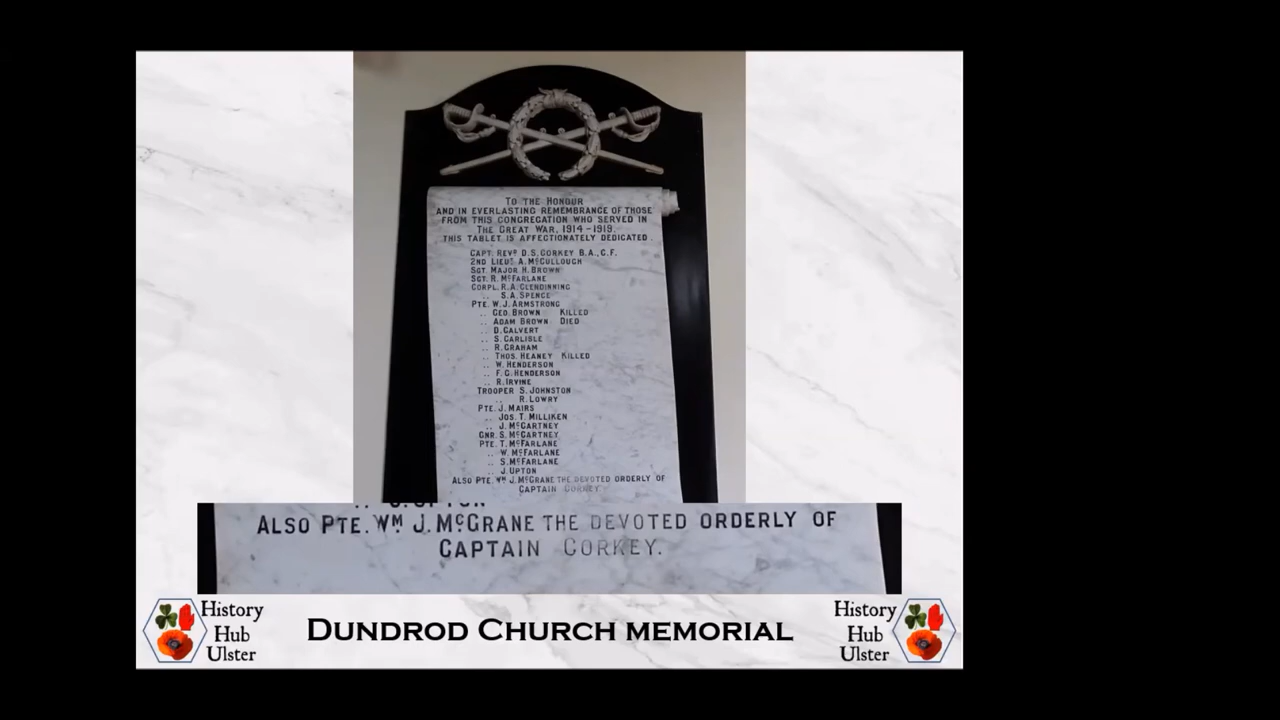 To the Honour
and in everlasting remembrance of those
from this congregation who served in
The Great War, 1914-1919.
this tablet is affectionately dedicated
Capt. Revd D.S. Corkey B.A., C.F.
2nd Lieut A. McCullough
Sgt. Major H. Brown
Sgt. R. McFarlane
Corpl. R.A. Clendinning
,, S.A. Spence
Pte. W.J. Armstrong
,, Geo. Brown Killed
,, Adam Brown Died
,, D. Calvert
,, S. Carlisle
,, R. Graham
,, Thos. Heaney Killed
,, W. Henderson
,, F.G. Henderson
,, R. Irvine
Trooper S. Johnston
,, R. Lowry
Pte. J. Mairs
,, Jos. T. Milliken
,, J. McCartney
Gnr. S. McCartney
Pte. T. McFarlane
,, W. McFarlane
,, S. McFarlane
,, J. Upton
Also Pte. Wm J. McGrane the devoted orderly of
Captain Corkey.
,, J. Upton
Also Pte. Wm J. McGrane the devoted orderly of
Captain Corkey.
History
Hub
Ulster
Dundrod Church memorial
History
Hub
Ulster